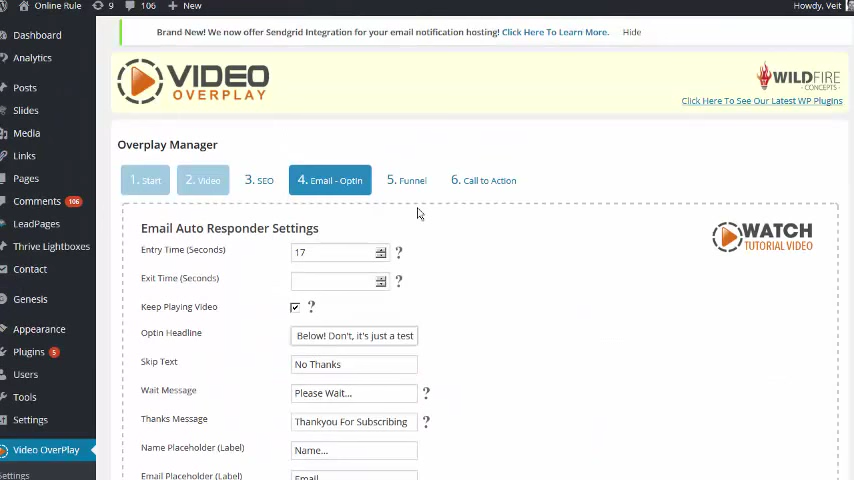 Online Rule 9 106 New Howdy, Veit
Brand New! We now offer Sendgrid Integration for your email notification hosting! Click Here To Learn More. Hide
VIDEO
OVERPLAY
WILDFIRE
CONCEPTS
Click Here To See Our Latest WP Plugins
Dashboard
Analytics
Posts
Slides
Media
Links
Pages
Comments 106
LeadPages
Thrive Lightboxes
Contact
Genesis
Appearance
Plugins 5
Users
Tools
Settings
Video OverPlay
Settings
Overplay Manager
1. Start 2. Video 3. SEO 4. Email - Optin 5. Funnel 6. Call to Action
Email Auto Responder Settings
WATCH
TUTORIAL VIDEO
Entry Time (Seconds) 17 ?
Exit Time (Seconds) ?
Keep Playing Video ?
Optin Headline Below! Don't, it's just a test
Skip Text No Thanks
Wait Message Please Wait... ?
Thanks Message Thankyou For Subscribing ?
Name Placeholder (Label) Name...
Email Placeholder (Label) Email